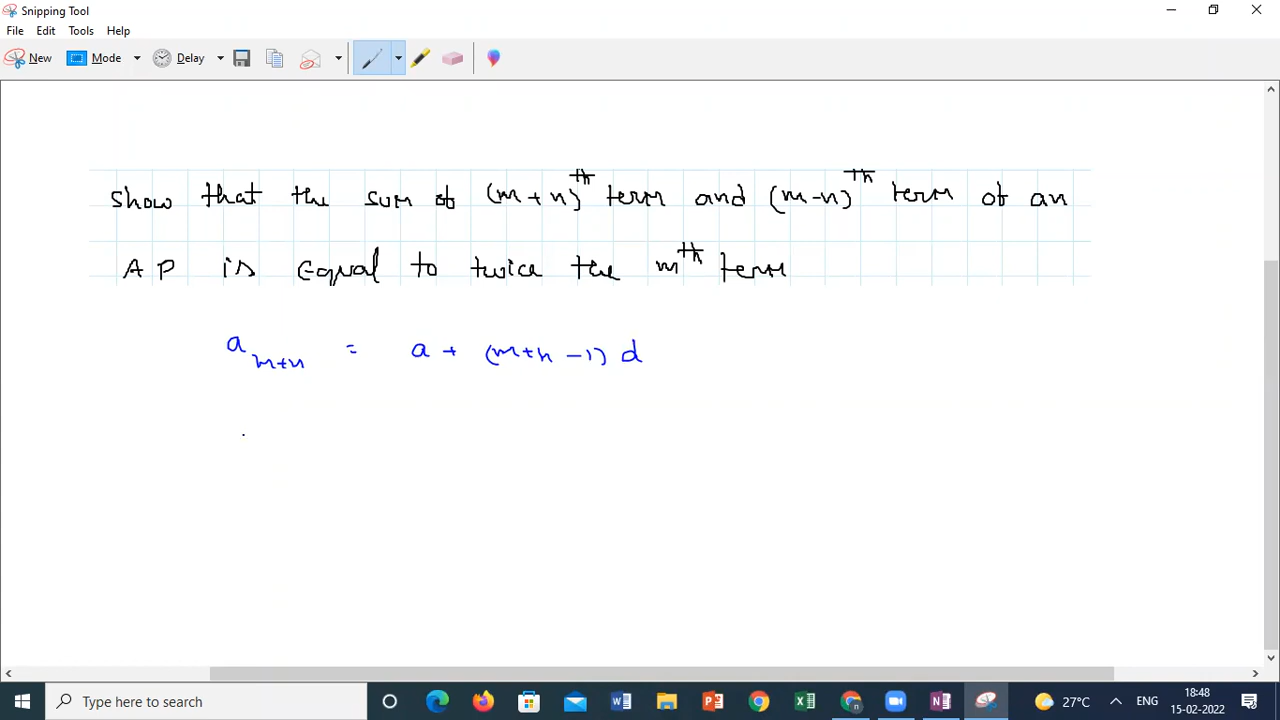 Snipping Tool
File Edit Tools Help
New Mode Delay
show that the sum of (m+n)th term and (m-n)th term of an
AP is equal to twice the mth term
a m+n = a + (m+n-1) d
Type here to search
27°C ENG 18:48
15-02-2022